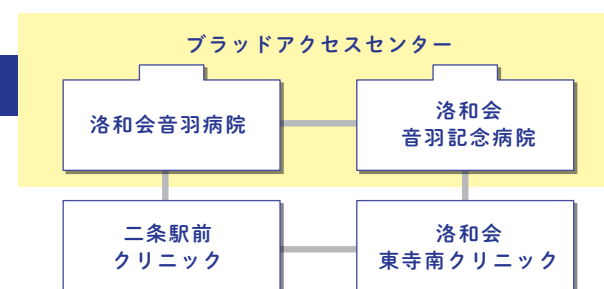 ブラッドアクセスセンター
洛和会音羽病院
洛和会
音羽記念病院
二条駅前
クリニック
洛和会
東寺南クリニック